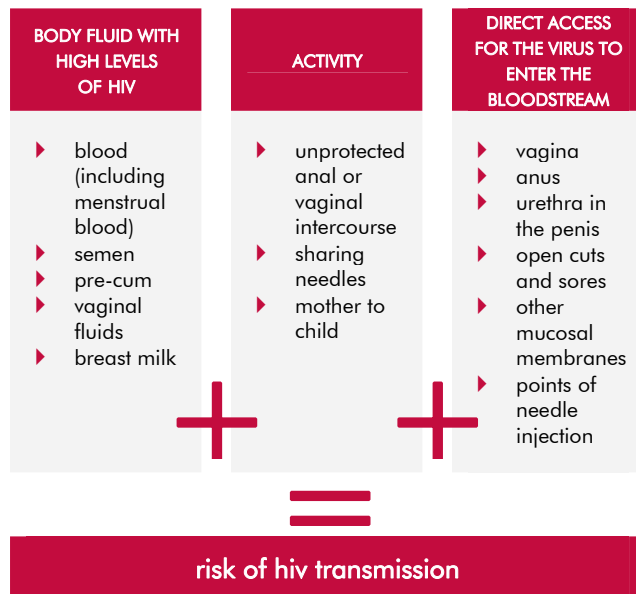 BODY FLUID WITH
HIGH LEVELS
OF HIV
blood
(including
menstrual
blood)
semen
pre-cum
vaginal
fluids
breast milk
ACTIVITY
unprotected
anal or
vaginal
intercourse
sharing
needles
mother to
child
DIRECT ACCESS
FOR THE VIRUS TO
ENTER THE
BLOODSTREAM
vagina
anus
urethra in
the penis
open cuts
and sores
other
mucosal
membranes
points of
needle
injection
risk of hiv transmission